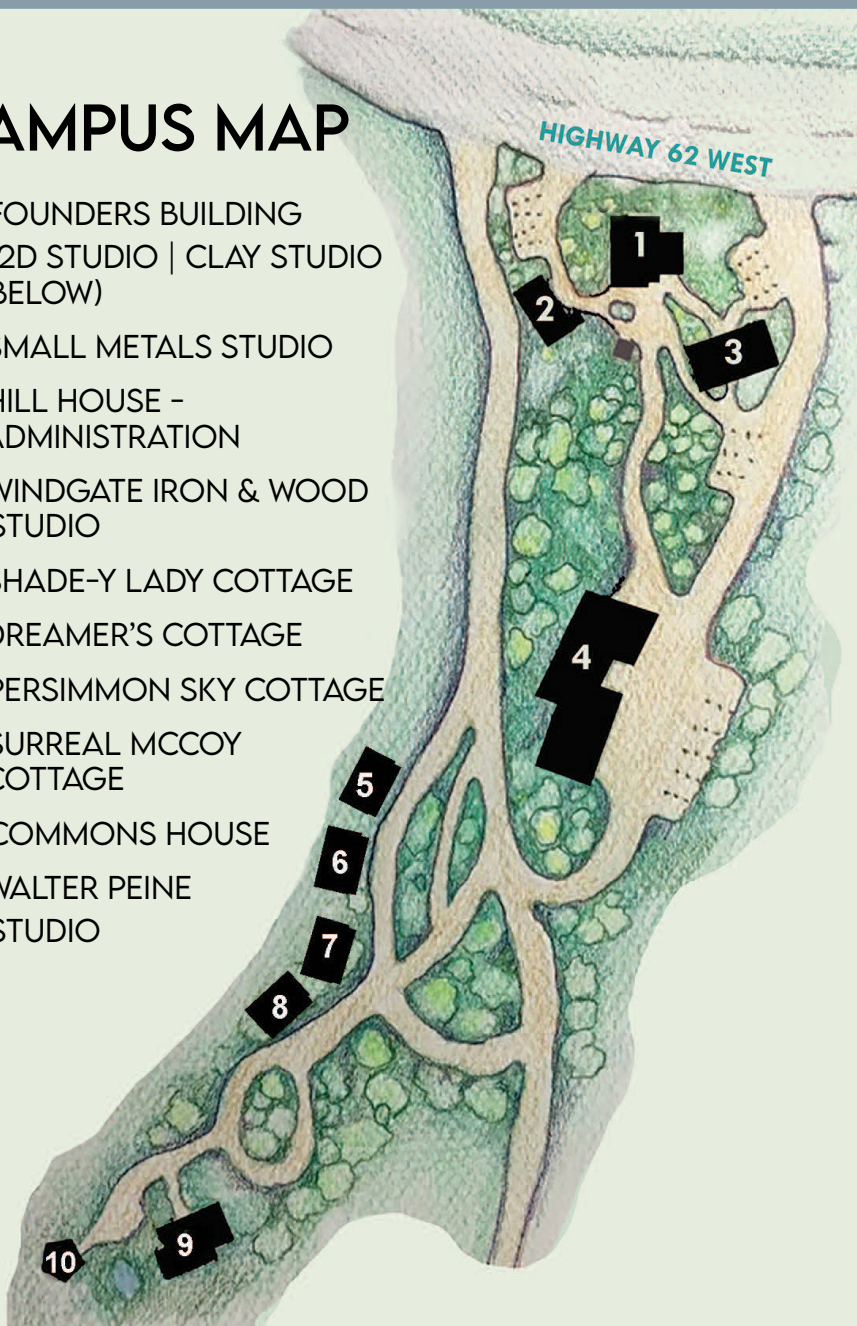 AMPUS MAP
FOUNDERS BUILDING
2D STUDIO | CLAY STUDIO
BELOW)
SMALL METALS STUDIO
HILL HOUSE -
ADMINISTRATION
WINDGATE IRON & WOOD
STUDIO
SHADE-Y LADY COTTAGE
DREAMER'S COTTAGE
PERSIMMON SKY COTTAGE
SURREAL MCCOY
COTTAGE
COMMONS HOUSE
WALTER PEINE
STUDIO
HIGHWAY 62 WEST
1
2
3
4
5
6
7
8
9
10